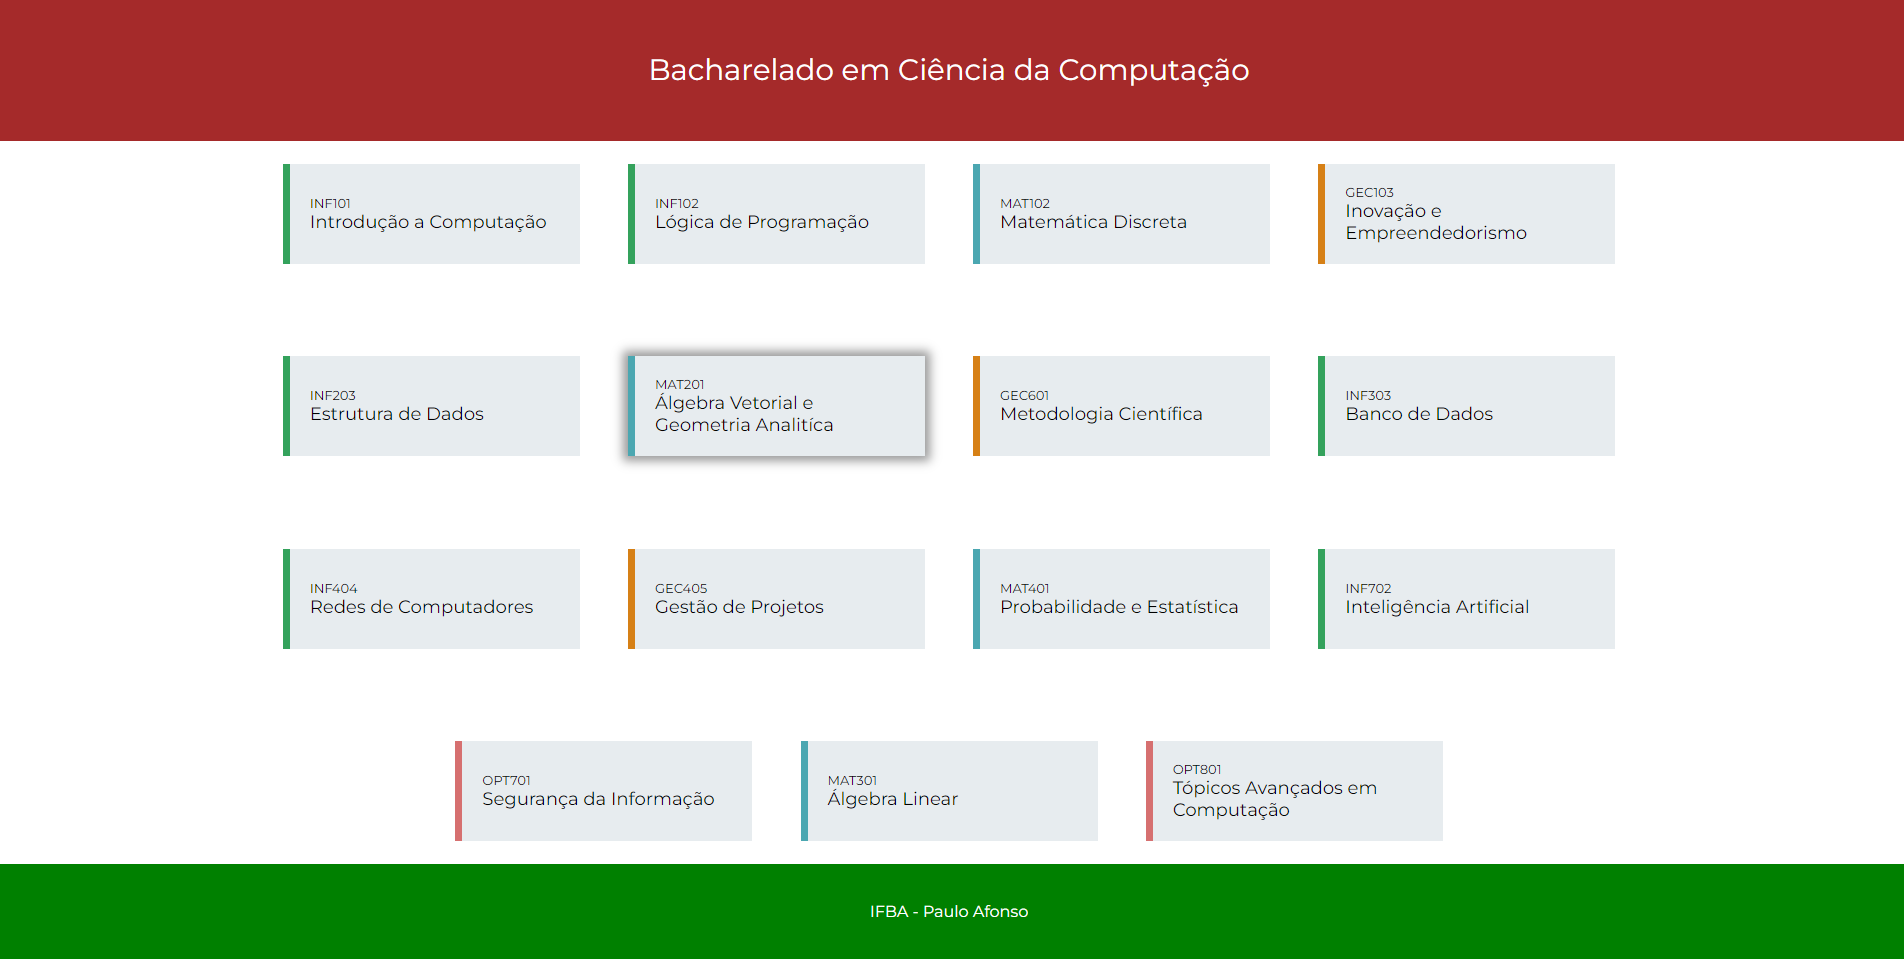 Bacharelado em Ciência da Computação
INF101
Introdução a Computação
INF102
Lógica de Programação
MAT102
Matemática Discreta
GEC103
Inovação e
Empreendedorismo
INF203
Estrutura de Dados
MAT201
Álgebra Vetorial e
Geometria Analitíca
GEC601
Metodologia Científica
INF303
Banco de Dados
INF404
Redes de Computadores
GEC405
Gestão de Projetos
MAT401
Probabilidade e Estatística
INF702
Inteligência Artificial
OPT701
Segurança da Informação
MAT301
Álgebra Linear
OPT801
Tópicos Avançados em
Computação
IFBA - Paulo Afonso